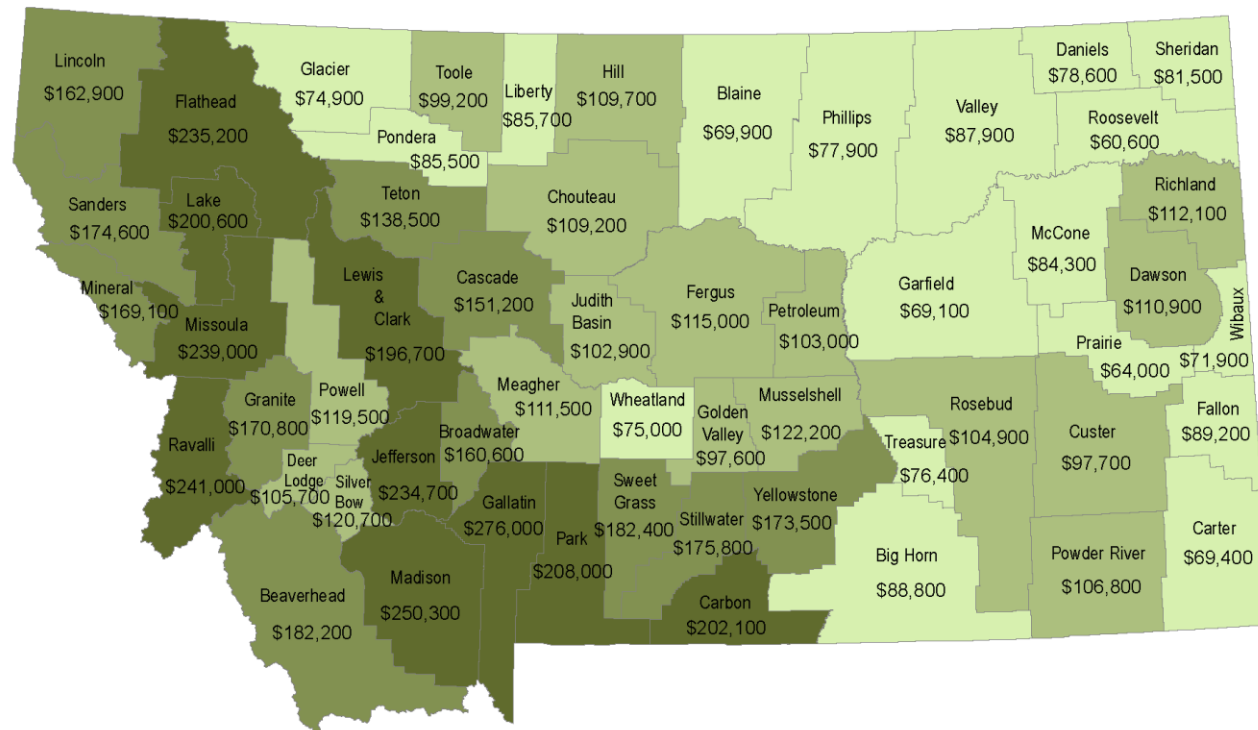 Lincoln
$162,900
Flathead
$235,200
Glacier
$74,900
Toole
$99,200
Liberty
$85,700
Hill
$109,700
Blaine
$69,900
Phillips
$77,900
Valley
$87,900
Daniels
$78,600
Sheridan
$81,500
Roosevelt
$60,600
Pondera
$85,500
Sanders
$174,600
Lake
$200,600
Teton
$138,500
Chouteau
$109,200
Richland
$112,100
McCone
$84,300
Dawson
$110,900
Wibaux
$71,900
Mineral
$169,100
Missoula
$239,000
Lewis
&
Clark
$196,700
Cascade
$151,200
Judith
Basin
$102,900
Fergus
$115,000
Petroleum
$103,000
Garfield
$69,100
Prairie
$64,000
Powell
$119,500
Granite
$170,800
Ravalli
$241,000
Deer
Lodge
$105,700
Silver
Bow
$120,700
Jefferson
$234,700
Broadwater
$160,600
Meagher
$111,500
Wheatland
$75,000
Golden
Valley
$97,600
Musselshell
$122,200
Treasure
$76,400
Rosebud
$104,900
Custer
$97,700
Fallon
$89,200
Gallatin
$276,000
Park
$208,000
Sweet
Grass
$182,400
Stillwater
$175,800
Yellowstone
$173,500
Big Horn
$88,800
Powder River
$106,800
Carter
$69,400
Beaverhead
$182,200
Madison
$250,300
Carbon
$202,100